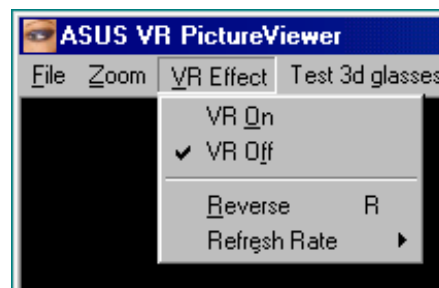 ASUS VR PictureViewer
File Zoom VR Effect Test 3d glasses
VR On
VR Off
Reverse R
Refresh Rate